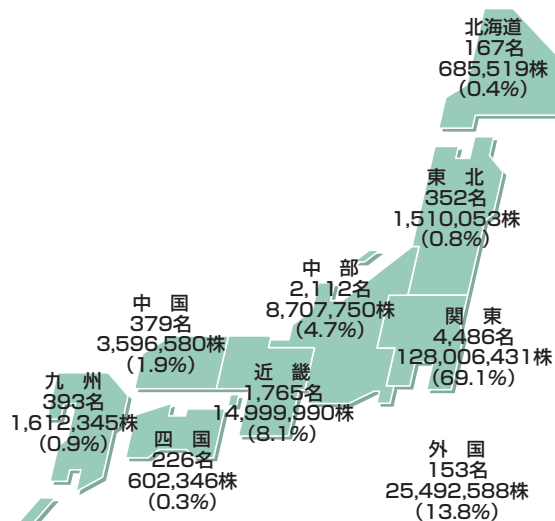 北海道
167名
685,519株
(0.4%)
東　北
352名
1,510,053株
(0.8%)
中　部
2,112名
8,707,750株
(4.7%)
関　東
4,486名
128,006,431株
(69.1%)
中　国
379名
3,596,580株
(1.9%)
近　畿
1,765名
14,999,990株
(8.1%)
九　州
393名
1,612,345株
(0.9%)
四　国
226名
602,346株
(0.3%)
外　国
153名
25,492,588株
(13.8%)